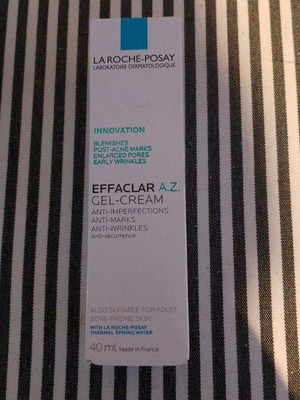 LA ROCHE-POSAY
LABORATOIRE DERMATOLOGIQUE
INNOVATION
BLEMISHES
POST-ACNE MARKS
ENLARGED PORES
EARLY WRINKLES
EFFACLAR A.Z.
GEL-CREAM
ANTI-IMPERFECTIONS
ANTI-MARKS
ANTI-WRINKLES
Anti-recurrence
ALSO SUITABLE FOR ADULT
ACNE-PRONE SKIN
WITH LA ROCHE-POSAY
THERMAL SPRING WATER
40 ml Made in France